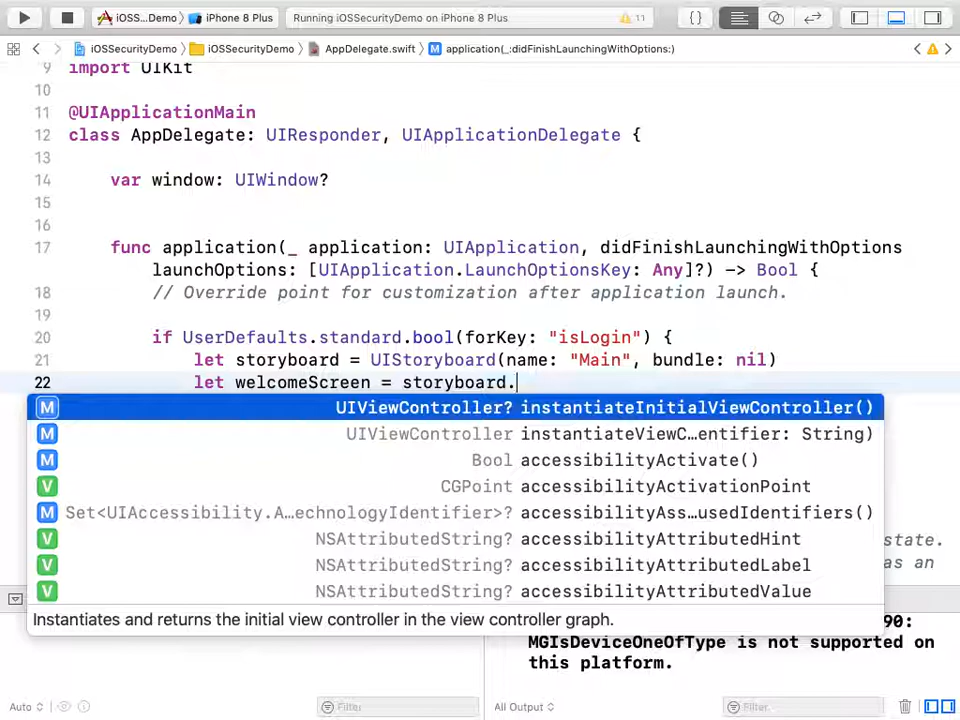 iOSS...Demo) iPhone 8 Plus Running iOSSecurityDemo on iPhone 8 Plus 11
iOSSecurityDemo iOSSecurityDemo AppDelegate.swift M application(_:didFinishLaunchingWithOptions:)
9 import UIKit
10
11 @UIApplicationMain
12 class AppDelegate: UIResponder, UIApplicationDelegate {
13
14 var window: UIWindow?
15
16
17 func application(_ application: UIApplication, didFinishLaunchingWithOptions
launchOptions: [UIApplication.LaunchOptionsKey: Any]?) -> Bool {
18 // Override point for customization after application launch.
19
20 if UserDefaults.standard.bool(forKey: "isLogin") {
21 let storyboard = UIStoryboard(name: "Main", bundle: nil)
22 let welcomeScreen = storyboard.
M UIViewController? instantiateInitialViewController()
M UIViewController instantiateViewC…entifier: String)
M Bool accessibilityActivate()
V CGPoint accessibilityActivationPoint
M Set<UIAccessibility.A…echnologyIdentifier>? accessibilityAss…usedIdentifiers()
V NSAttributedString? accessibilityAttributedHint
state.
V NSAttributedString? accessibilityAttributedLabel
as an
V NSAttributedString? accessibilityAttributedValue
Instantiates and returns the initial view controller in the view controller graph.
90:
MGIsDeviceOneOfType is not supported on
this platform.
Auto Filter All Output Filter